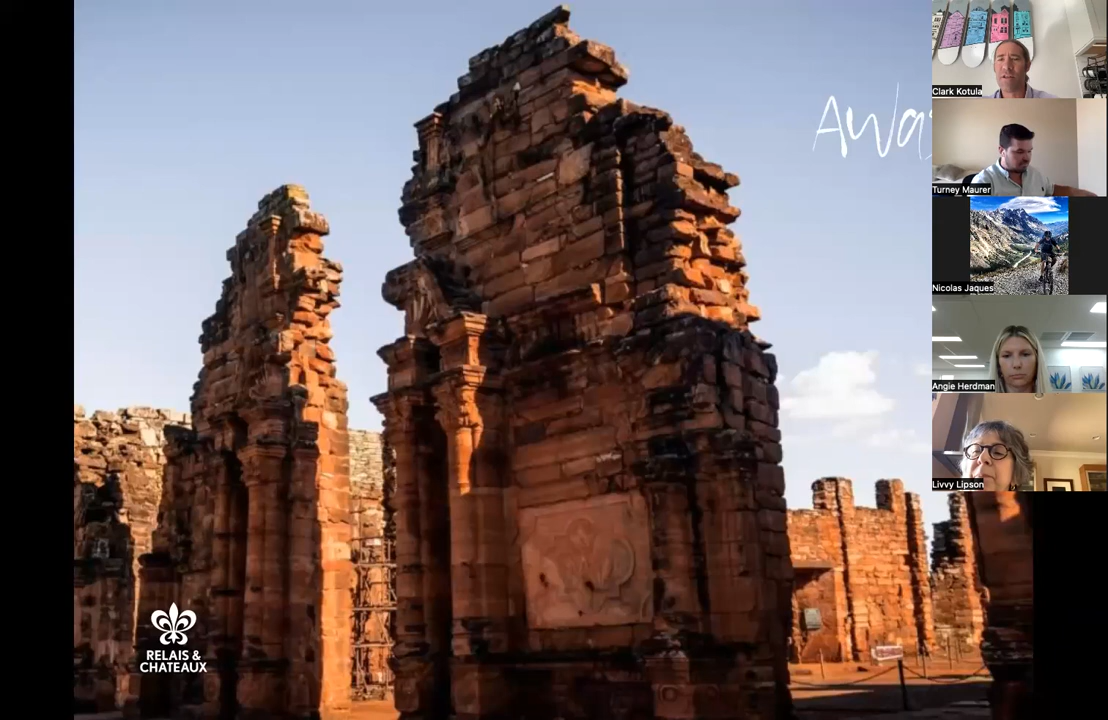 Clark Kotula
Turney Maurer
Nicolas Jaques
Angie Herdman
Livvy Lipson
RELAIS &
CHATEAUX